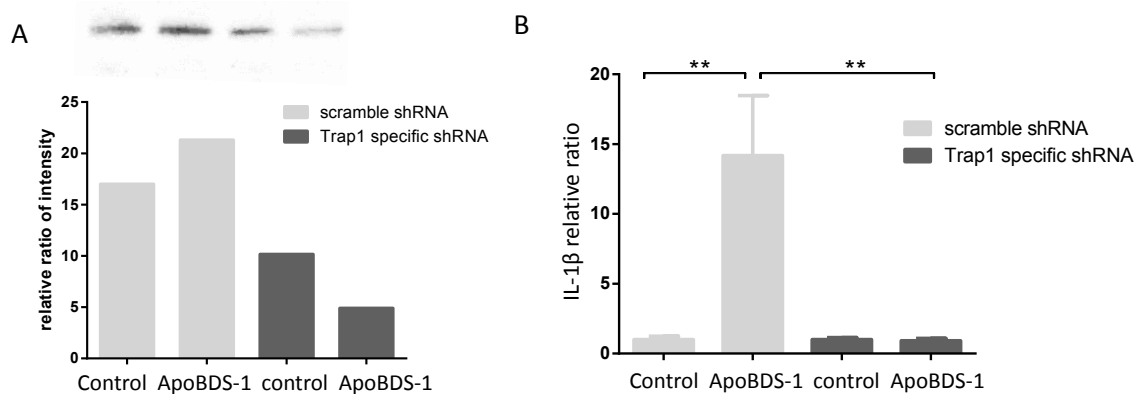 A
25
20
15
10
5
0
relative ratio of intensity
scramble shRNA
Trap1 specific shRNA
Control ApoBDS-1 control ApoBDS-1
B
** **
20
15
10
5
0
IL-1β relative ratio
scramble shRNA
Trap1 specific shRNA
Control ApoBDS-1 control ApoBDS-1